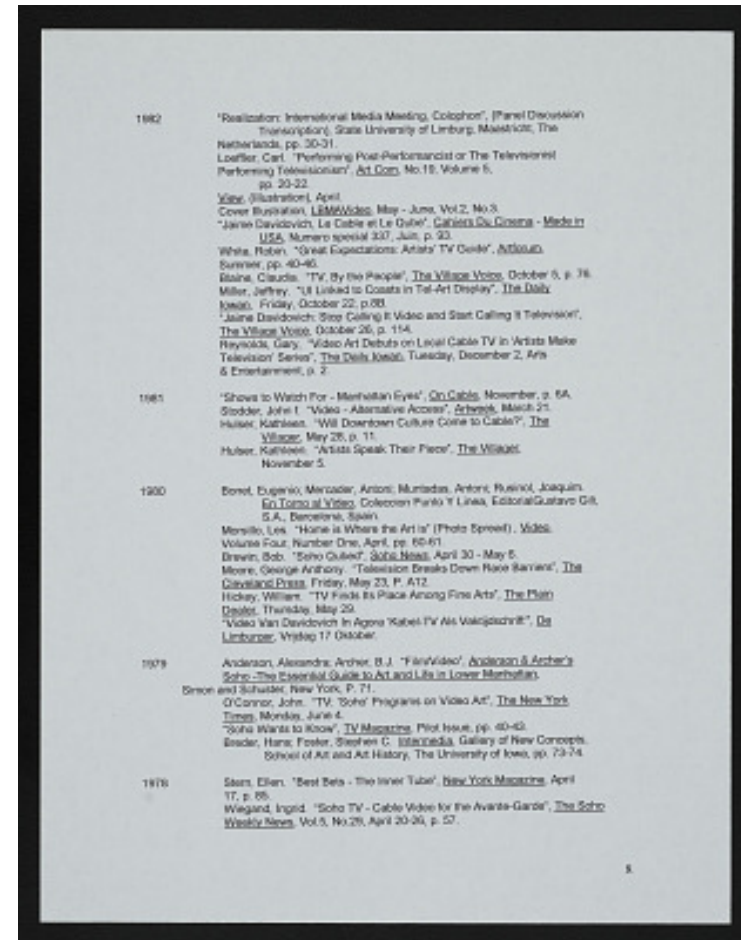 1982 "Realization: International Media Meeting, Colophon", (Panel Discussion
Transcription), State University of Limburg, Maastricht, The
Netherlands, pp. 30-31.
Loeffler, Carl. "Performing Post-Performancist or The Televisionist
Performing Televisionism", Art Com, No.19, Volume 5,
pp. 20-22.
View, (Illustration), April.
Cover Illustration, LBMAVideo, May - June, Vol.2, No.3.
"Jaime Davidovich, Le Cable et Le Qube", Cahiers Du Cinema - Made in
USA, Numero special 337, Juin, p. 93.
White, Robin. "Great Expectations: Artists' TV Guide", Artforum,
Summer, pp. 40-46.
Blaine, Claudia. "TV, By the People", The Village Voice, October 5, p. 76.
Miller, Jeffrey. "UI Linked to Coasts in Tel-Art Display", The Daily
Iowan, Friday, October 22, p.8B.
"Jaime Davidovich: Stop Calling It Video and Start Calling It Television",
The Village Voice, October 26, p. 114.
Reynolds, Gary. "Video Art Debuts on Local Cable TV in 'Artists Make
Television' Series", The Daily Iowan, Tuesday, December 2, Arts
& Entertainment, p. 2.
1981 "Shows to Watch For - Manhattan Eyes", On Cable, November, p. 6A.
Stodder, John I. "Video - Alternative Access", Artweek, March 21.
Hulser, Kathleen. "Will Downtown Culture Come to Cable?", The
Villager, May 28, p. 11.
Hulser, Kathleen. "Artists Speak Their Piece", The Villager,
November 5.
1980 Bonet, Eugenio; Mercader, Antoni; Muntadas, Antoni; Rusinol, Joaquim.
En Torno al Video, Coleccion Punto Y Linea, EditorialGustavo Gili,
S.A., Barcelona, Spain.
Les. "Home is Where the Art is" (Photo Spread), Video,
Volume Four, Number One, April, pp. 60-61.
Brewin, Bob. "Soho Qubed", Soho News, April 30 - May 6.
Moore, George Anthony. "Television Breaks Down Race Barriers", The
Cleveland Press, Friday, May 23, P. A12.
Hickey, William. "TV Finds Its Place Among Fine Arts", The Plain
Dealer, Thursday, May 29.
"Video Van Davidovich In Agora 'Kabel-TV Als Vaktijdschrift'", De
Limburger, Vrijdag 17 Oktober.
1979 Anderson, Alexandra; Archer, B.J. "Film/Video", Anderson & Archer's
Soho -The Essential Guide to Art and Life in Lower Manhattan,
Simon and Schuster, New York, P. 71.
O'Connor, John. "TV: 'Soho' Programs on Video Art", The New York
Times, Monday, June 4.
"Soho Wants to Know", TV Magazine, Pilot Issue, pp. 40-43.
Breder, Hans; Foster, Stephen C. Intermedia, Gallery of New Concepts,
School of Art and Art History, The University of Iowa, pp. 73-74.
1978 Stern, Ellen. "Best Bets - The Inner Tube", New York Magazine, April
17, p. 85.
Wiegand, Ingrid. "Soho TV - Cable Video for the Avante-Garde", The Soho
Weekly News, Vol.5, No.29, April 20-26, p. 57.